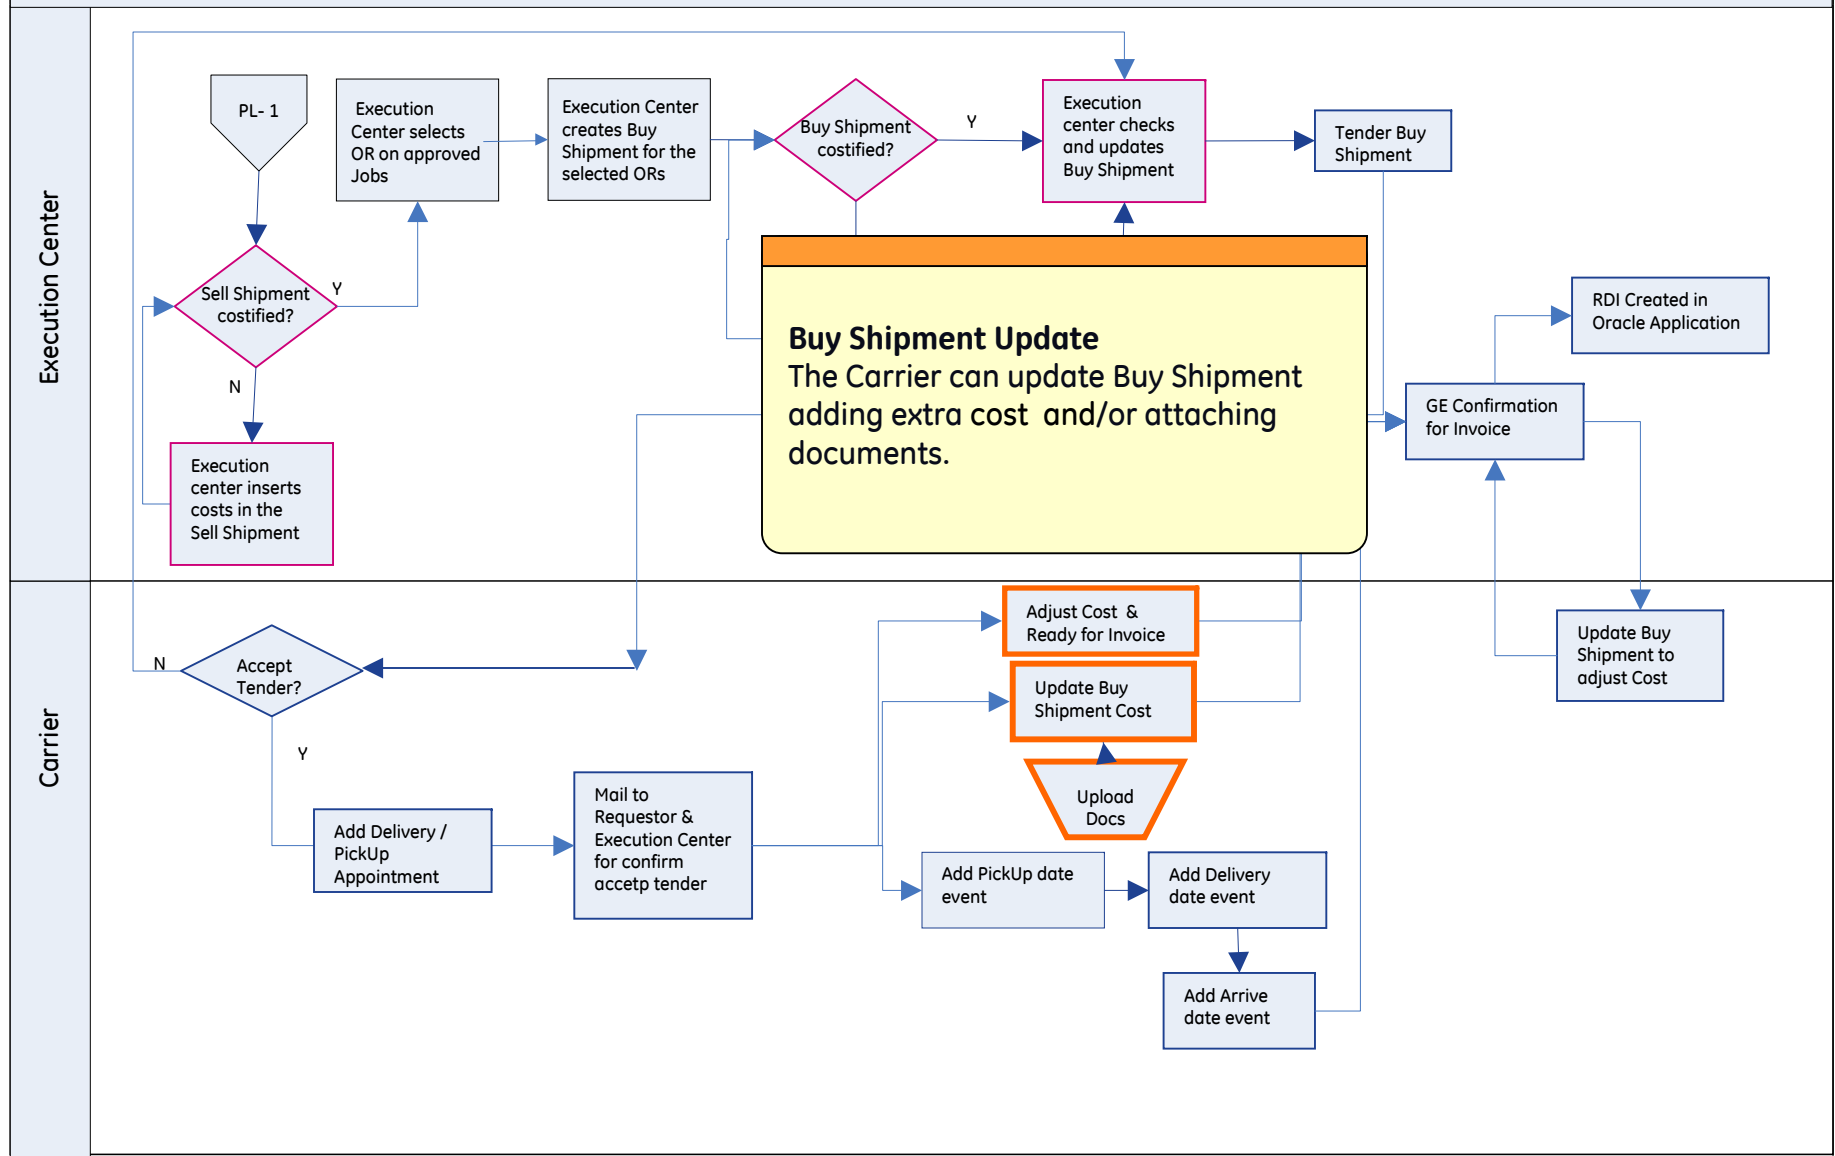 Execution Center
PL- 1
Execution
Center selects
OR on approved
Jobs
Execution Center
creates Buy
Shipment for the
selected ORs
Buy Shipment
costified?
Y
Execution
center checks
and updates
Buy Shipment
Tender Buy
Shipment
Sell Shipment
costified?
Y
N
Execution
center inserts
costs in the
Sell Shipment
Buy Shipment Update
The Carrier can update Buy Shipment
adding extra cost  and/or attaching
documents.
RDI Created in
Oracle Application
GE Confirmation
for Invoice
Carrier
N
Accept
Tender?
Y
Add Delivery /
PickUp
Appointment
Mail to
Requestor &
Execution Center
for confirm
accetp tender
Adjust Cost  &
Ready for Invoice
Update Buy
Shipment Cost
Upload
Docs
Add PickUp date
event
Add Delivery
date event
Add Arrive
date event
Update Buy
Shipment to
adjust Cost